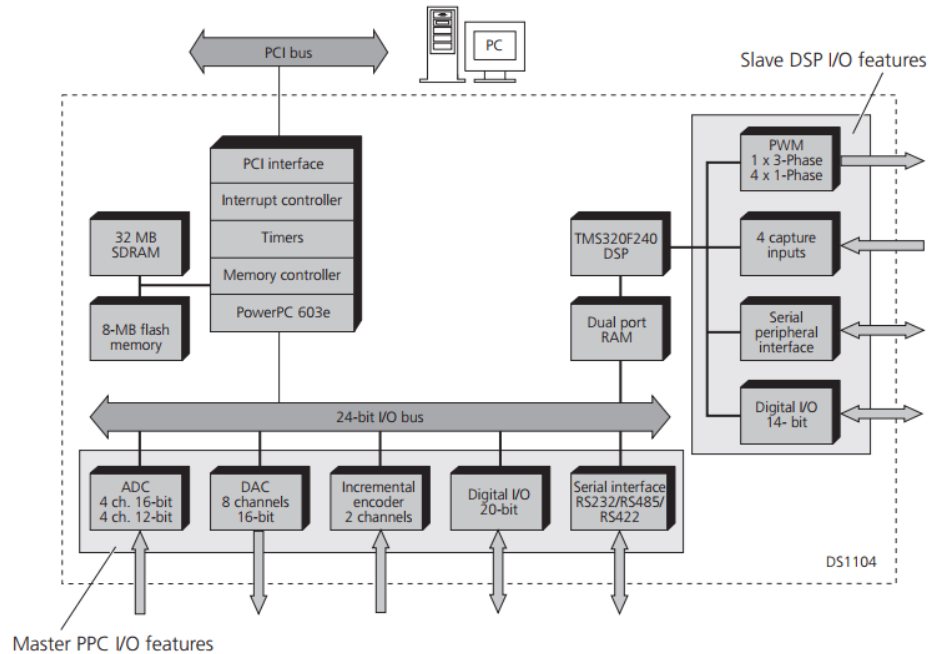 PCI bus
PC
Slave DSP I/O features
PCI interface
Interrupt controller
Timers
Memory controller
PowerPC 603e
32 MB
SDRAM
8-MB flash
memory
TMS320F240
DSP
Dual port
RAM
PWM
1 x 3-Phase
4 x 1-Phase
4 capture
inputs
Serial
peripheral
interface
Digital I/O
14- bit
24-bit I/O bus
ADC
4 ch. 16-bit
4 ch. 12-bit
DAC
8 channels
16-bit
Incremental
encoder
2 channels
Digital I/O
20-bit
Serial interface
RS232/RS485/
RS422
DS1104
Master PPC I/O features